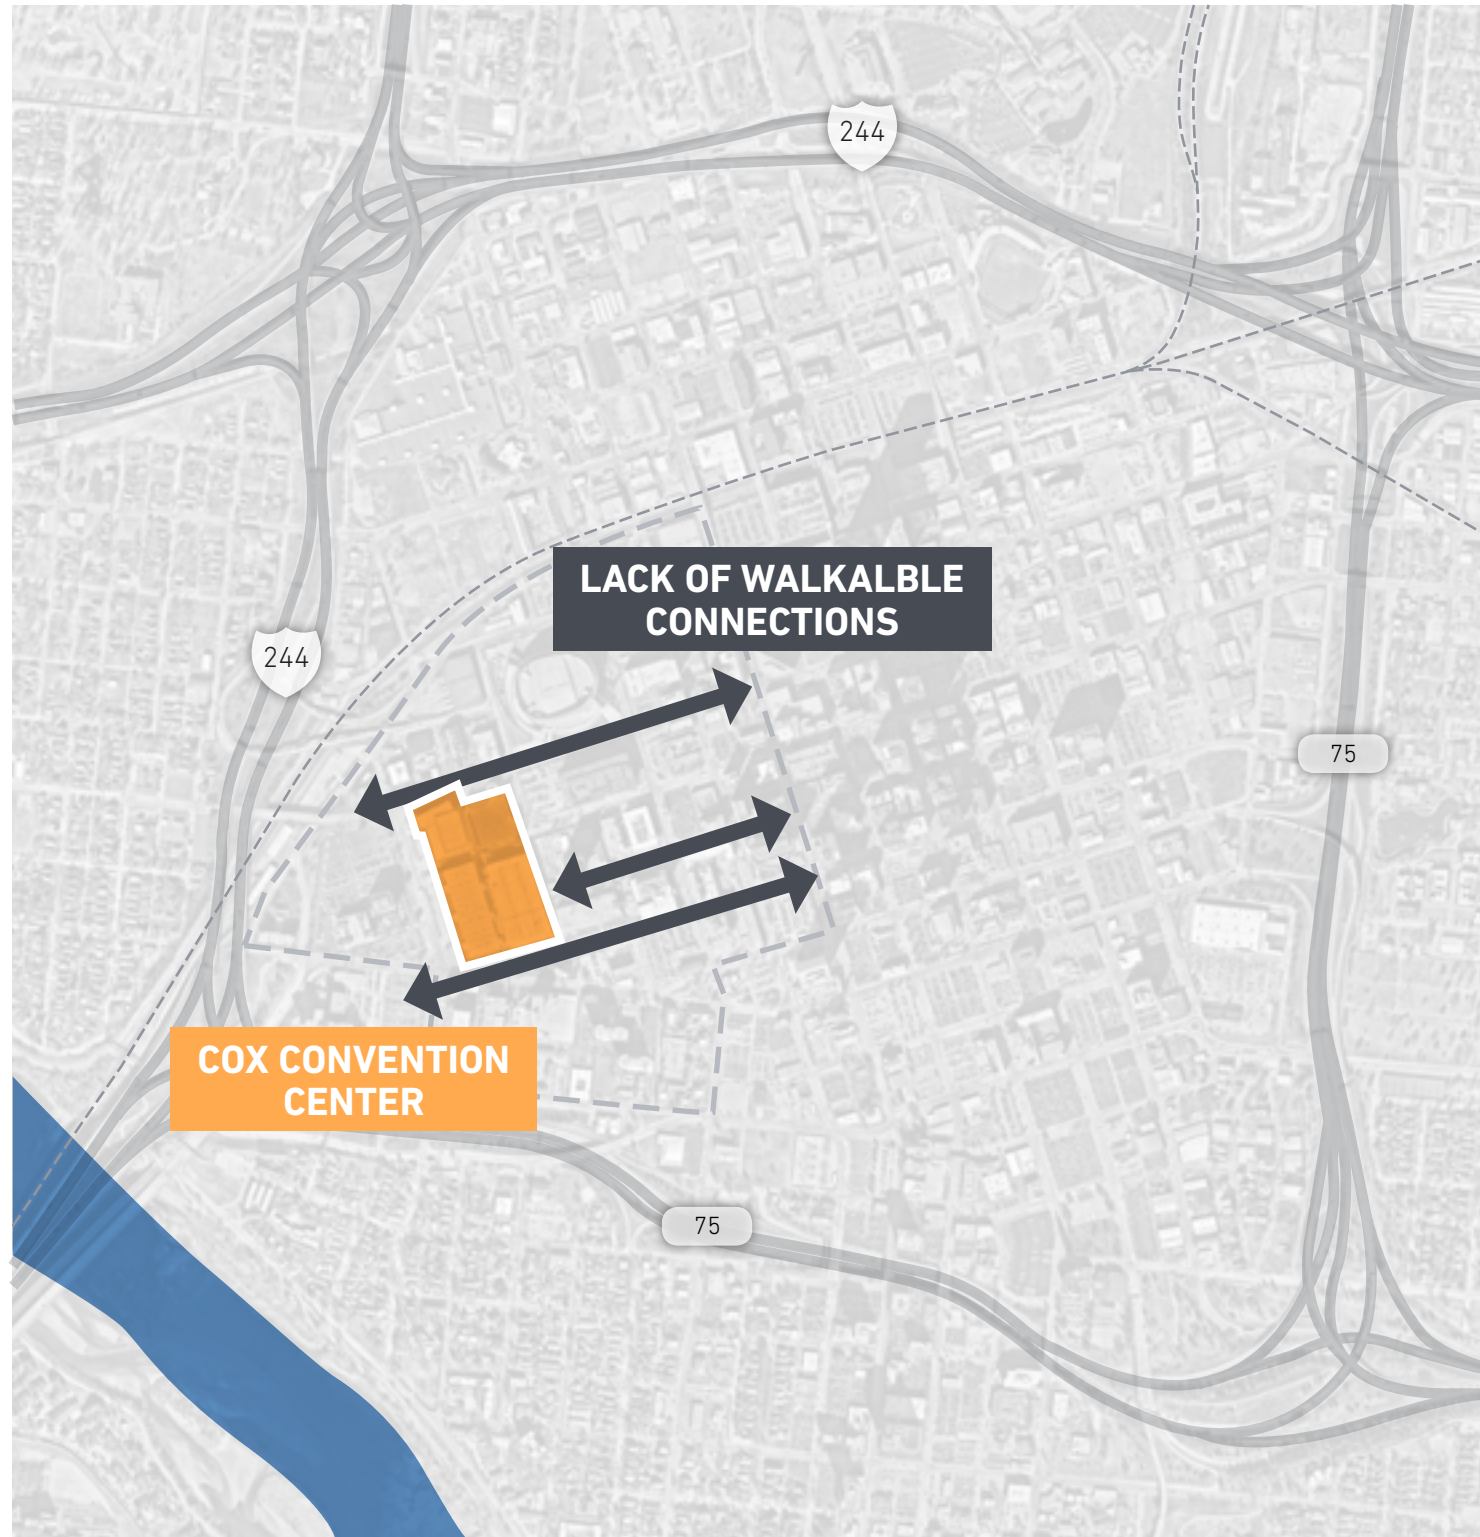 244
LACK OF WALKALBLE
CONNECTIONS
244
75
COX CONVENTION
CENTER
75